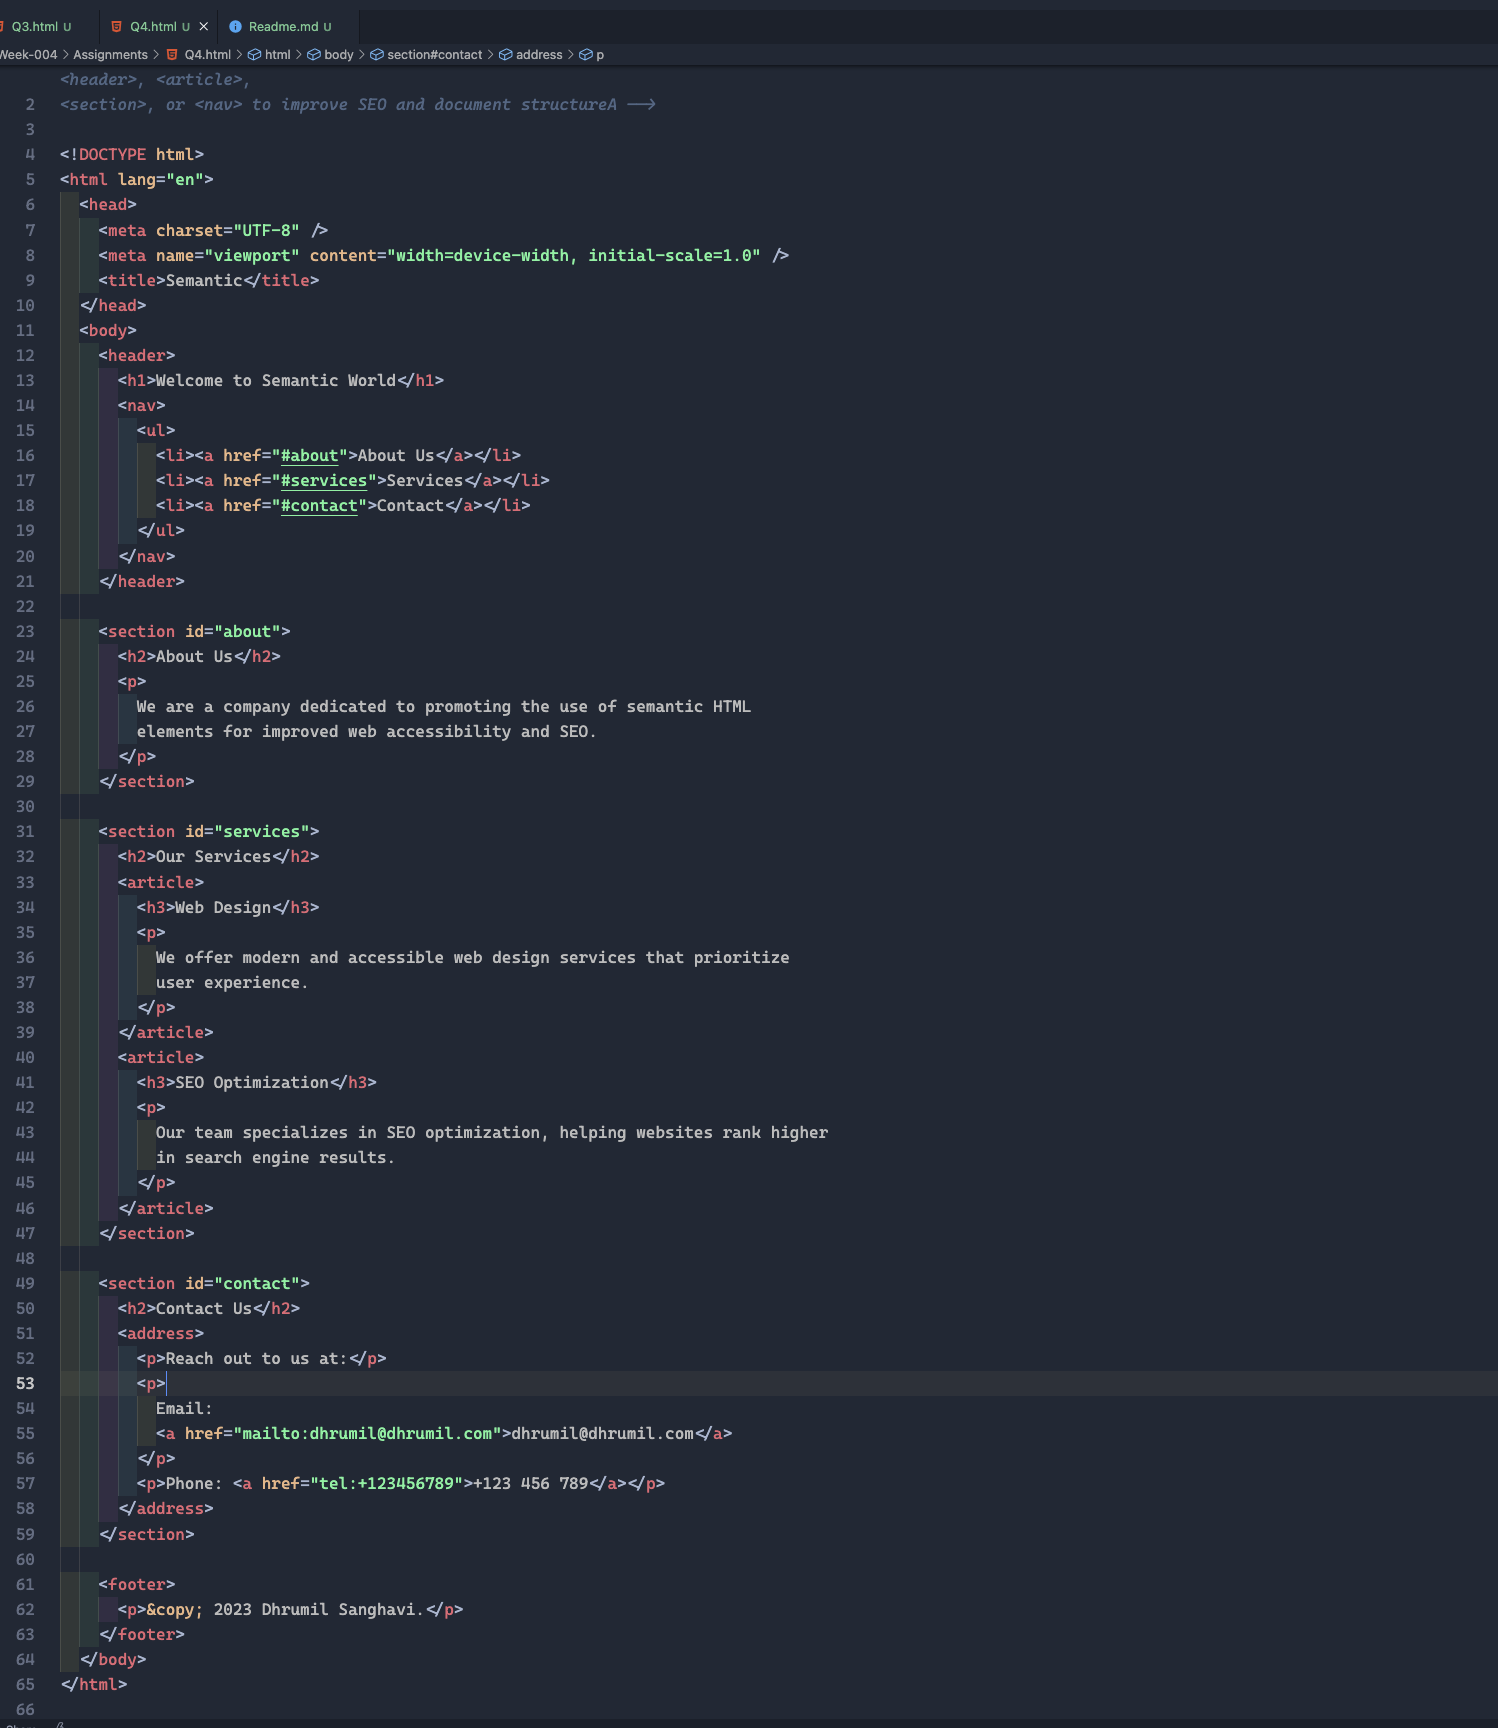 Q3.html U Q4.html U Readme.md U
Week-004 > Assignments > Q4.html > html > body > section#contact > address > p
<header>, <article>,
2 <section>, or <nav> to improve SEO and document structureA -->
3
4 <!DOCTYPE html>
5 <html lang="en">
6 <head>
7 <meta charset="UTF-8" />
8 <meta name="viewport" content="width=device-width, initial-scale=1.0" />
9 <title>Semantic</title>
10 </head>
11 <body>
12 <header>
13 <h1>Welcome to Semantic World</h1>
14 <nav>
15 <ul>
16 <li><a href="#about">About Us</a></li>
17 <li><a href="#services">Services</a></li>
18 <li><a href="#contact">Contact</a></li>
19 </ul>
20 </nav>
21 </header>
22
23 <section id="about">
24 <h2>About Us</h2>
25 <p>
26 We are a company dedicated to promoting the use of semantic HTML
27 elements for improved web accessibility and SEO.
28 </p>
29 </section>
30
31 <section id="services">
32 <h2>Our Services</h2>
33 <article>
34 <h3>Web Design</h3>
35 <p>
36 We offer modern and accessible web design services that prioritize
37 user experience.
38 </p>
39 </article>
40 <article>
41 <h3>SEO Optimization</h3>
42 <p>
43 Our team specializes in SEO optimization, helping websites rank higher
44 in search engine results.
45 </p>
46 </article>
47 </section>
48
49 <section id="contact">
50 <h2>Contact Us</h2>
51 <address>
52 <p>Reach out to us at:</p>
53 <p>
54 Email:
55 <a href="mailto:dhrumil@dhrumil.com">dhrumil@dhrumil.com</a>
56 </p>
57 <p>Phone: <a href="tel:+123456789">+123 456 789</a></p>
58 </address>
59 </section>
60
61 <footer>
62 <p>&copy; 2023 Dhrumil Sanghavi.</p>
63 </footer>
64 </body>
65 </html>
66